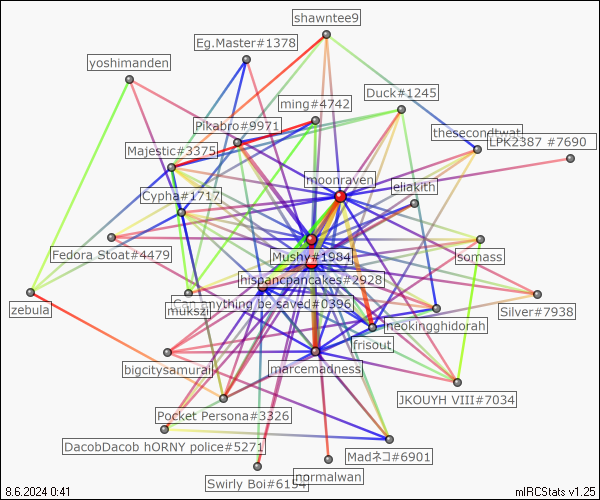 shawntee9
Eg.Master#1378
yoshimanden
Duck#1245
ming#4742
Pikabro#9971
thesecondtwat
LPK2387 #7690
Majestic#3375
moonraven
eliakith
Cypha#1717
Fedora Stoat#4479
Mushy#1984
somass
hispancpancakes#2928
Can anything be saved#0396
mukszii
zebula
Silver#7938
neokingghidorah
frisout
bigcitysamurai
marcemadness
JKOUYH VIII#7034
Pocket Persona#3326
DacobDacob hORNY police#5271
Madネコ#6901
Swirly Boi#6154
normalwan
8.6.2024 0:41
mIRCStats v1.25